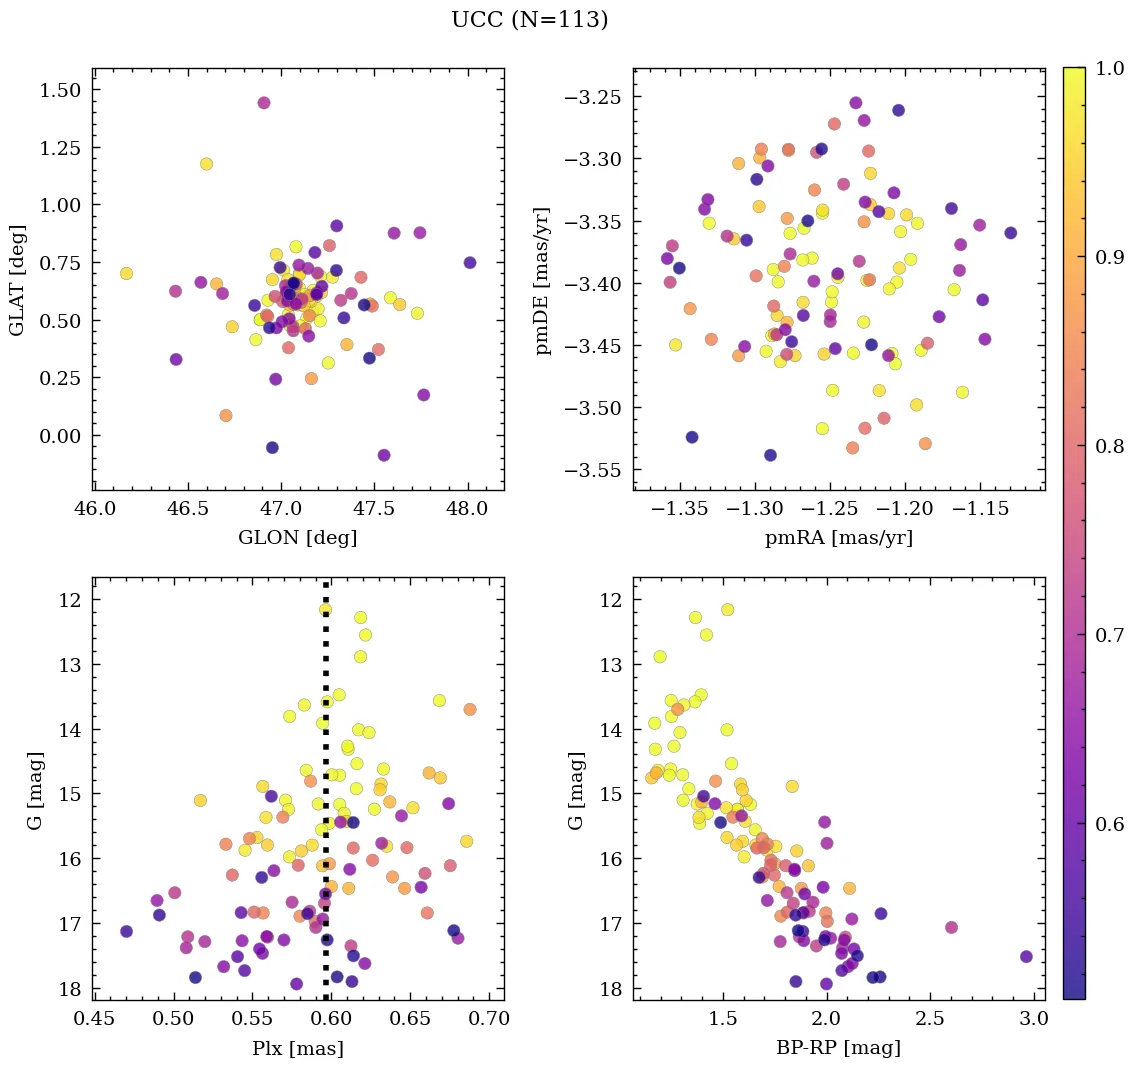 UCC (N=113)
1.50
1.25
1.00
0.75
0.50
0.25
0.00
GLAT [deg]
46.0 46.5 47.0 47.5 48.0
GLON [deg]
−3.25
−3.30
−3.35
−3.40
−3.45
−3.50
−3.55
pmDE [mas/yr]
−1.35 −1.30 −1.25 −1.20 −1.15
pmRA [mas/yr]
1.0
0.9
0.8
0.7
0.6
12
13
14
15
16
17
18
G [mag]
0.45 0.50 0.55 0.60 0.65 0.70
Plx [mas]
12
13
14
15
16
17
18
G [mag]
1.5 2.0 2.5 3.0
BP-RP [mag]